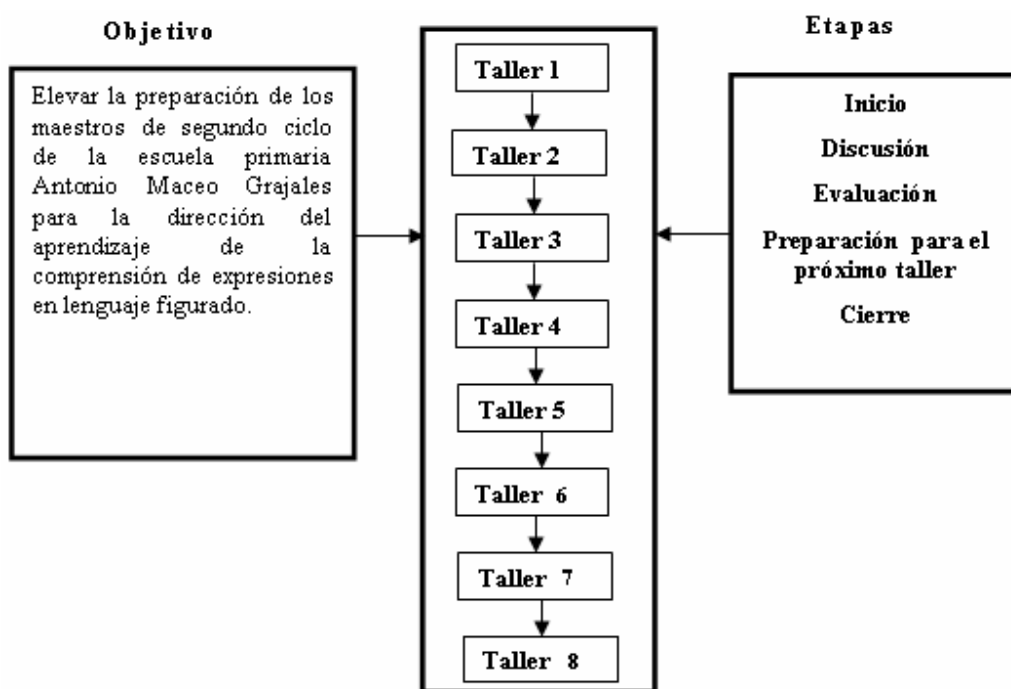 Objetivo
Elevar la preparación de los
maestros de segundo ciclo
de la escuela primaria
Antonio Maceo Grajales
para la dirección del
aprendizaje de la
comprensión de expresiones
en lenguaje figurado.
Taller 1
Taller 2
Taller 3
Taller 4
Taller 5
Taller 6
Taller 7
Taller 8
Etapas
Inicio
Discusión
Evaluación
Preparación para el
próximo taller
Cierre